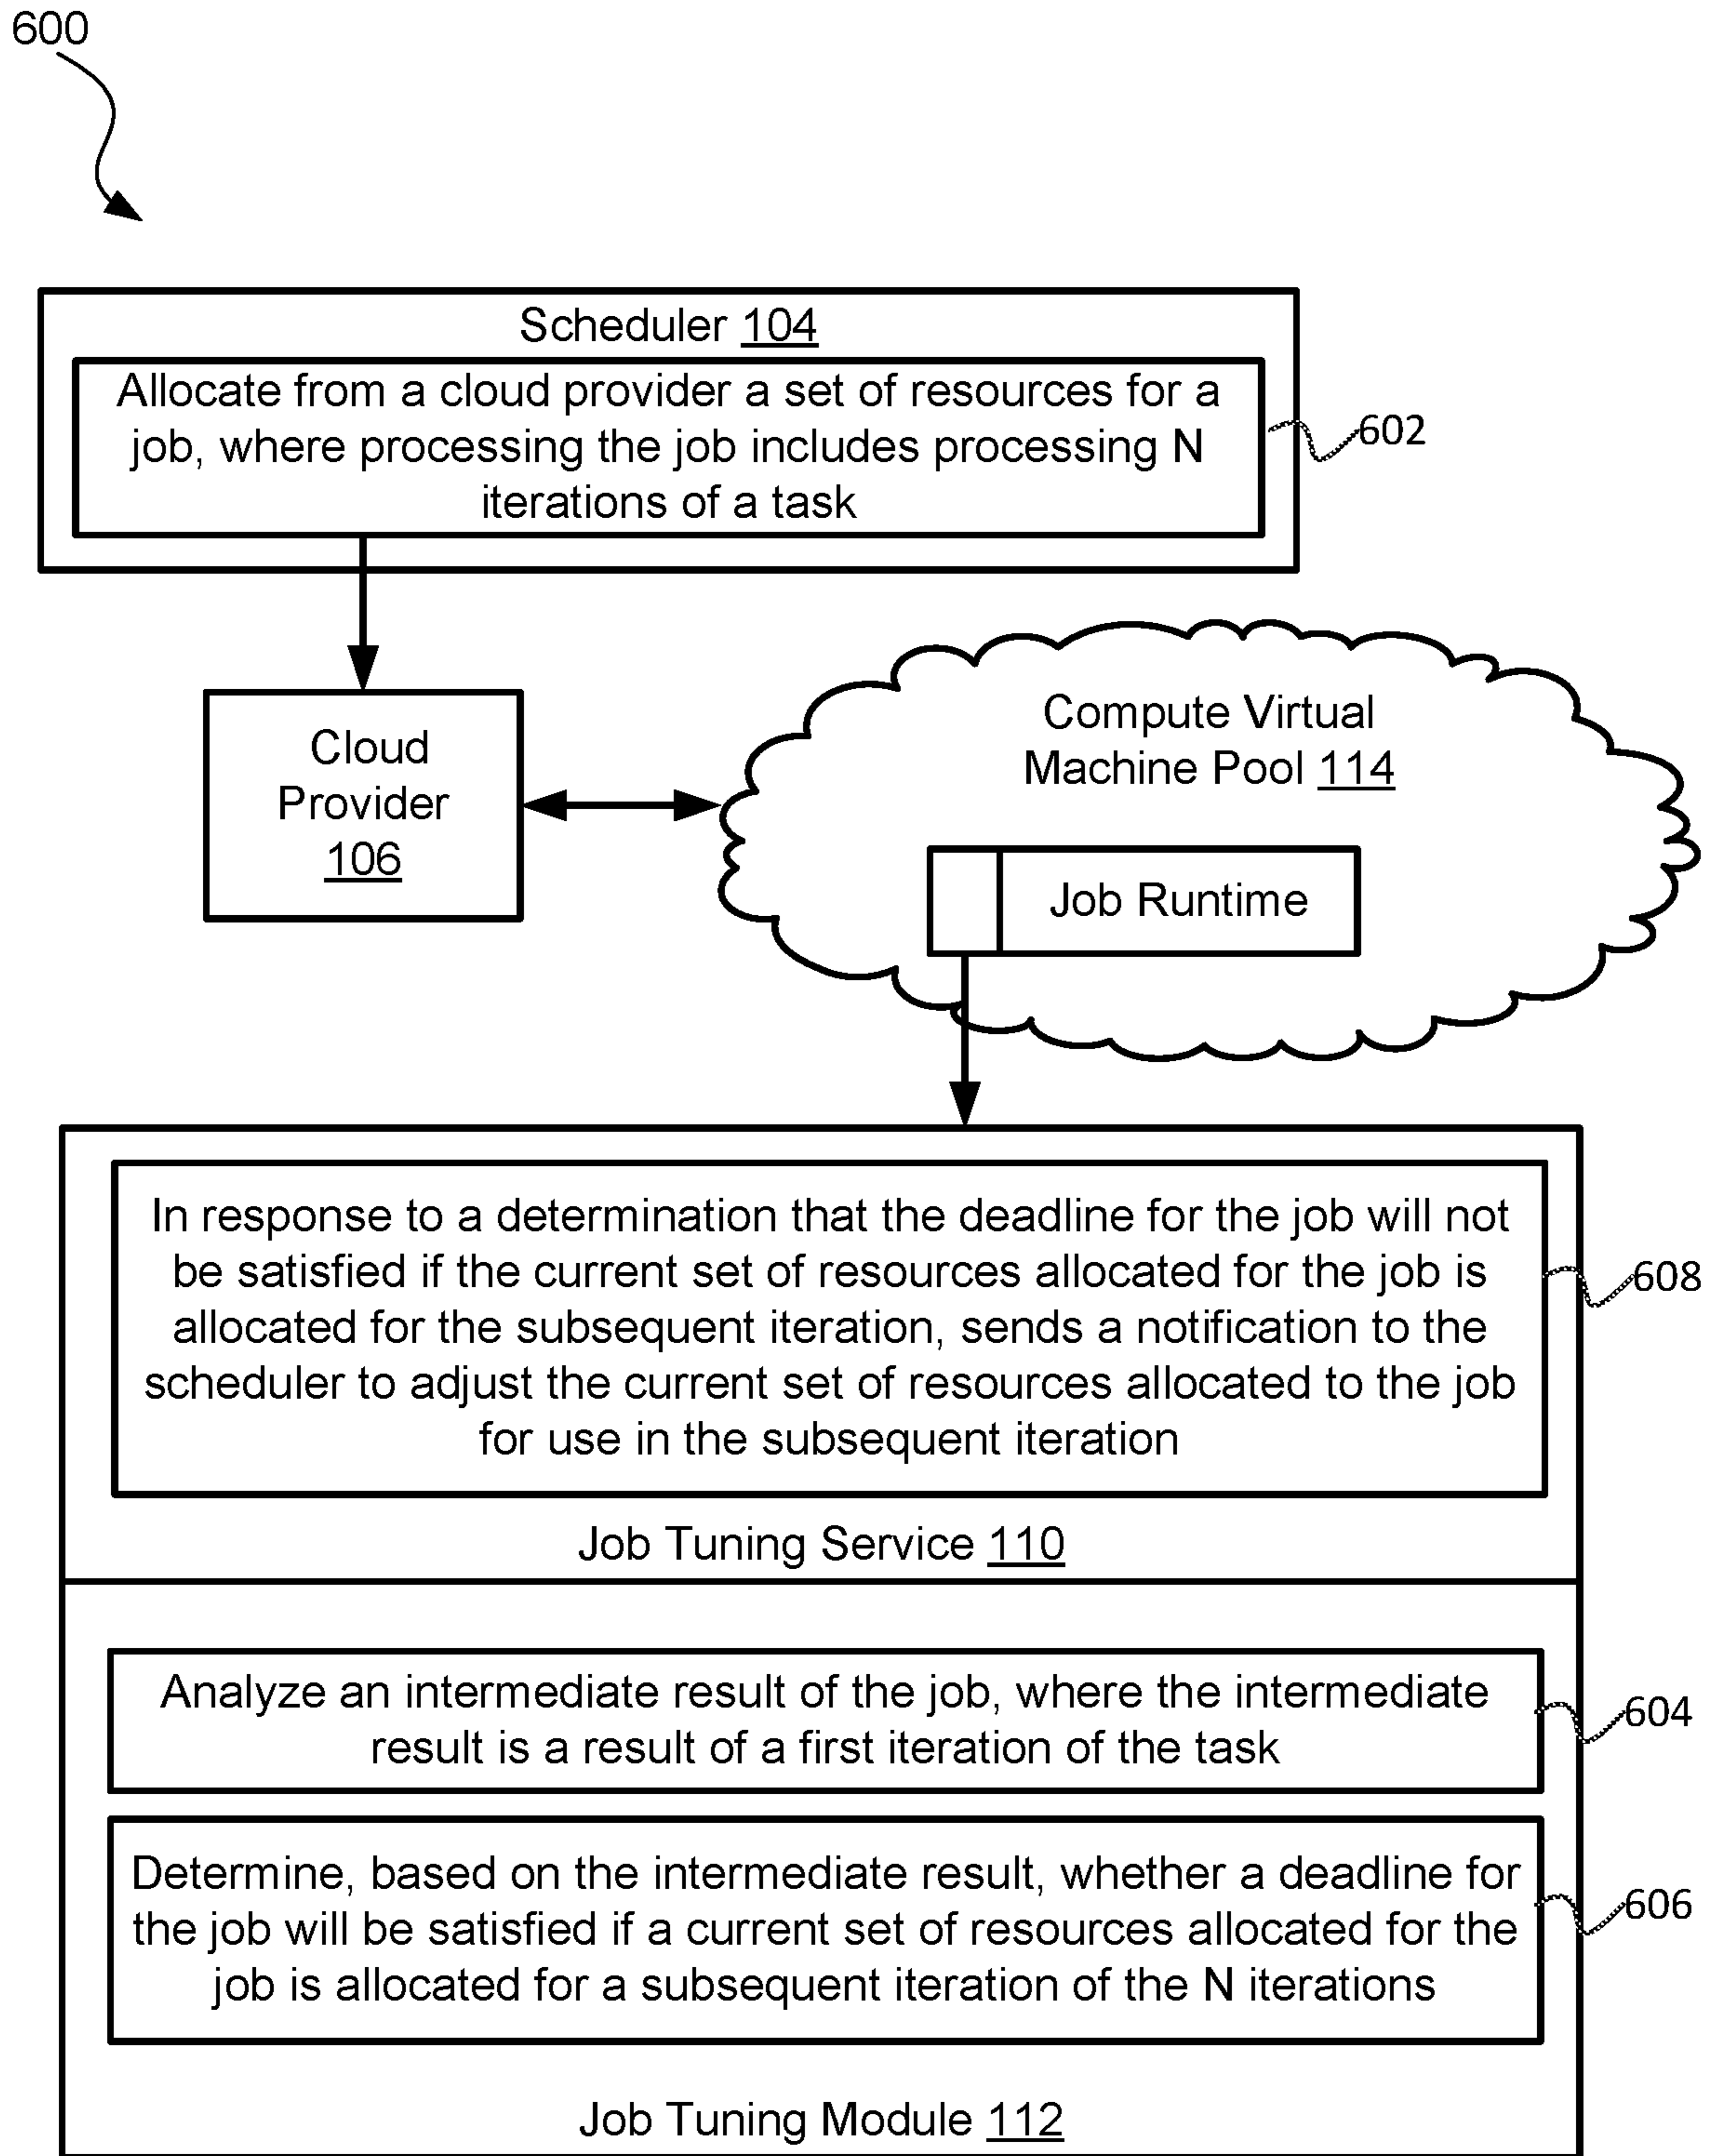 600
Scheduler 104
Allocate from a cloud provider a set of resources for a
job, where processing the job includes processing N
iterations of a task
602
Cloud
Provider
106
Compute Virtual
Machine Pool 114
Job Runtime
In response to a determination that the deadline for the job will not
be satisfied if the current set of resources allocated for the job is
allocated for the subsequent iteration, sends a notification to the
scheduler to adjust the current set of resources allocated to the job
for use in the subsequent iteration
608
Job Tuning Service 110
Analyze an intermediate result of the job, where the intermediate
result is a result of a first iteration of the task
604
Determine, based on the intermediate result, whether a deadline for
the job will be satisfied if a current set of resources allocated for the
job is allocated for a subsequent iteration of the N iterations
606
Job Tuning Module 112